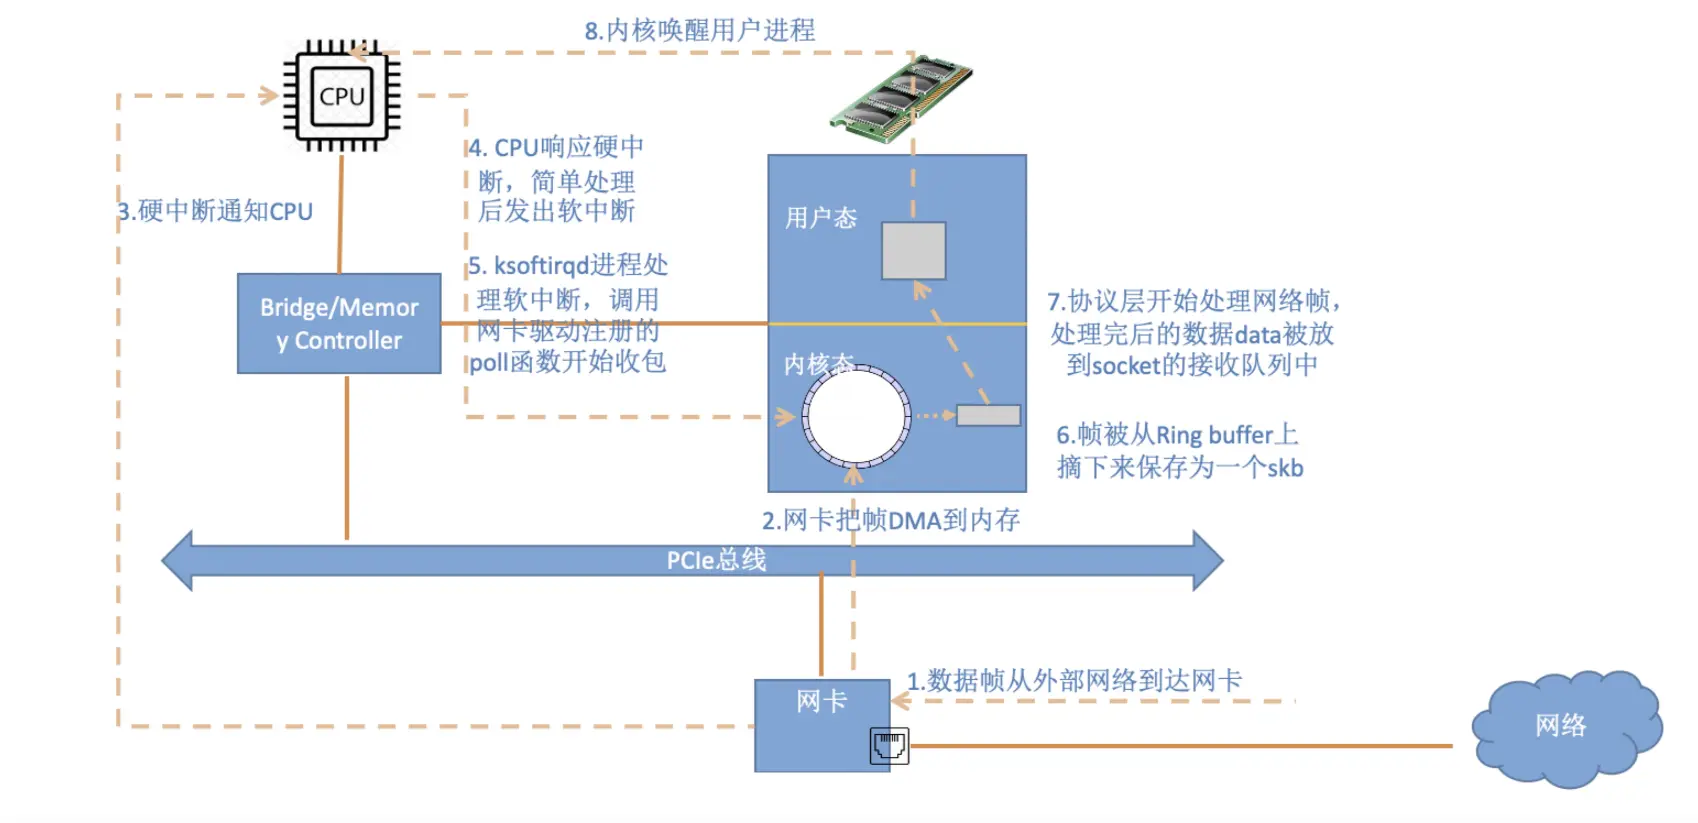 8.内核唤醒用户进程
CPU
4. CPU响应硬中
断，简单处理
后发出软中断
3.硬中断通知CPU
用户态
5. ksoftirqd进程处
理软中断，调用
网卡驱动注册的
poll函数开始收包
Bridge/Memor
y Controller
7.协议层开始处理网络帧，
处理完后的数据data被放
到socket的接收队列中
内核态
6.帧被从Ring buffer上
摘下来保存为一个skb
2.网卡把帧DMA到内存
PCIe总线
1.数据帧从外部网络到达网卡
网卡
网络